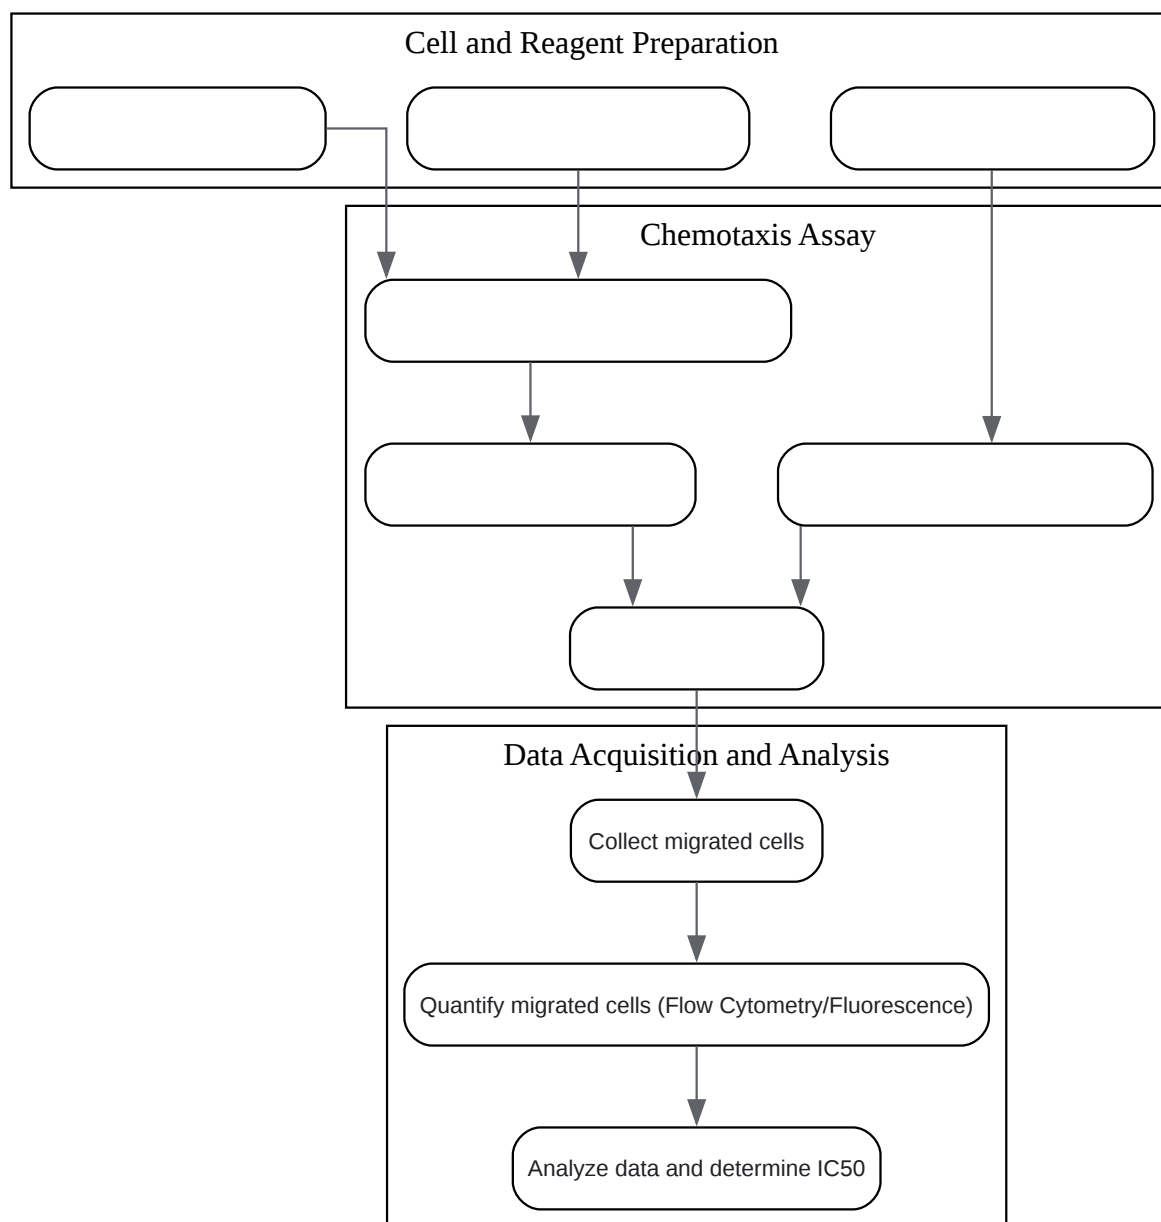 Cell and Reagent Preparation
Chemotaxis Assay
Data Acquisition and Analysis
Collect migrated cells
Quantify migrated cells (Flow Cytometry/Fluorescence)
Analyze data and determine IC50